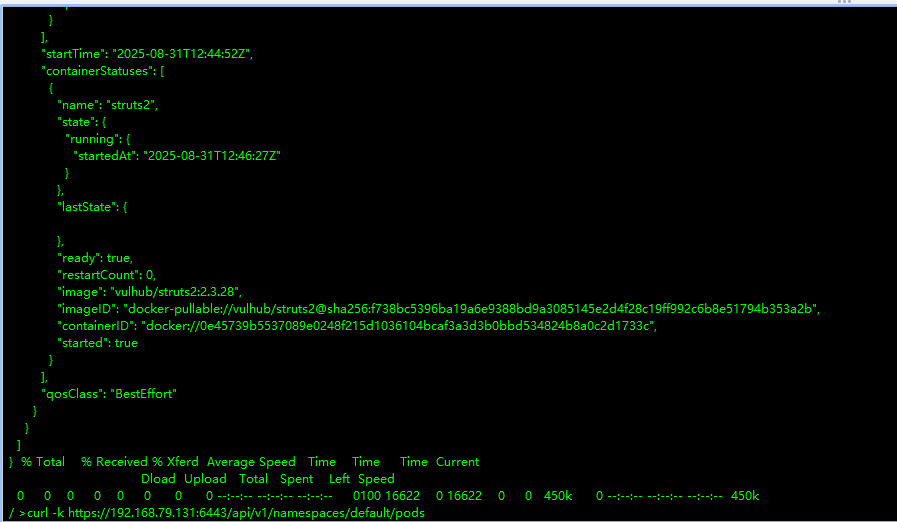 }
],
"startTime": "2025-08-31T12:44:52Z",
"containerStatuses": [
{
"name": "struts2",
"state": {
"running": {
"startedAt": "2025-08-31T12:46:27Z"
}
},
"lastState": {
},
"ready": true,
"restartCount": 0,
"image": "vulhub/struts2:2.3.28",
"imageID": "docker-pullable://vulhub/struts2@sha256:f738bc5396ba19a6e9388bd9a3085145e2d4f28c19ff992c6b8e51794b353a2b",
"containerID": "docker://0e45739b5537089e0248f215d1036104bcaf3a3d3b0bbd534824b8a0c2d1733c",
"started": true
}
],
"qosClass": "BestEffort"
}
}
]
} % Total % Received % Xferd Average Speed Time Time Time Current
Dload Upload Total Spent Left Speed
0 0 0 0 0 0 0 0 --:--:-- --:--:-- --:--:-- 0100 16622 0 16622 0 0 450k 0 --:--:-- --:--:-- --:--:-- 450k
/ >curl -k https://192.168.79.131:6443/api/v1/namespaces/default/pods